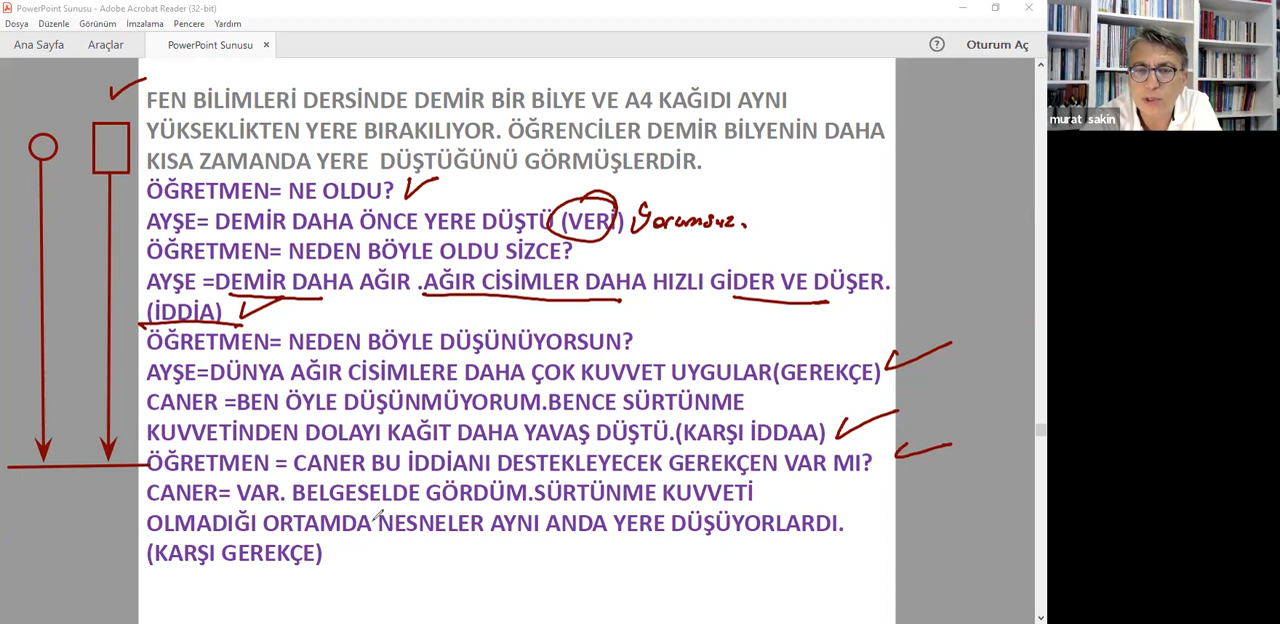 PowerPoint Sunusu - Adobe Acrobat Reader (32-bit)
Dosya Düzenle Görünüm İmzalama Pencere Yardım
Ana Sayfa Araçlar PowerPoint Sunusu × ? Oturum Aç
murat sakin
FEN BİLİMLERİ DERSİNDE DEMİR BİR BİLYE VE A4 KAĞIDI AYNI
YÜKSEKLİKTEN YERE BIRAKILIYOR. ÖĞRENCİLER DEMİR BİLYENİN DAHA
KISA ZAMANDA YERE DÜŞTÜĞÜNÜ GÖRMÜŞLERDİR.
ÖĞRETMEN= NE OLDU?
AYŞE= DEMİR DAHA ÖNCE YERE DÜŞTÜ (VERİ) Yorumsuz.
ÖĞRETMEN= NEDEN BÖYLE OLDU SİZCE?
AYŞE =DEMİR DAHA AĞIR .AĞIR CİSİMLER DAHA HIZLI GİDER VE DÜŞER.
(İDDİA)
ÖĞRETMEN= NEDEN BÖYLE DÜŞÜNÜYORSUN?
AYŞE=DÜNYA AĞIR CİSİMLERE DAHA ÇOK KUVVET UYGULAR(GEREKÇE)
CANER =BEN ÖYLE DÜŞÜNMÜYORUM.BENCE SÜRTÜNME
KUVVETİNDEN DOLAYI KAĞIT DAHA YAVAŞ DÜŞTÜ.(KARŞI İDDAA)
ÖĞRETMEN = CANER BU İDDİANI DESTEKLEYECEK GEREKÇEN VAR MI?
CANER= VAR. BELGESELDE GÖRDÜM.SÜRTÜNME KUVVETİ
OLMADIĞI ORTAMDA NESNELER AYNI ANDA YERE DÜŞÜYORLARDI.
(KARŞI GEREKÇE)